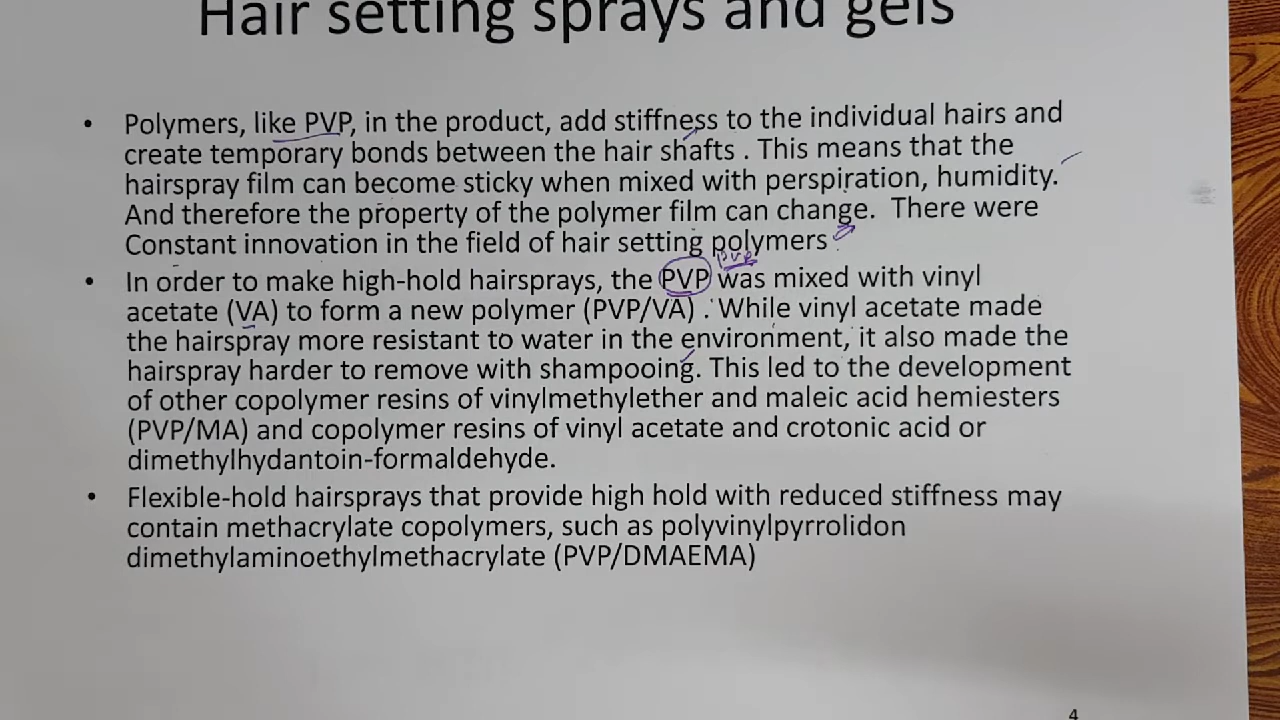 Hair setting sprays and gels
• Polymers, like PVP, in the product, add stiffness to the individual hairs and
create temporary bonds between the hair shafts . This means that the
hairspray film can become sticky when mixed with perspiration, humidity.
And therefore the property of the polymer film can change. There were
Constant innovation in the field of hair setting polymers
pvp
• In order to make high-hold hairsprays, the PVP was mixed with vinyl
acetate (VA) to form a new polymer (PVP/VA) . While vinyl acetate made
the hairspray more resistant to water in the environment, it also made the
hairspray harder to remove with shampooing. This led to the development
of other copolymer resins of vinylmethylether and maleic acid hemiesters
(PVP/MA) and copolymer resins of vinyl acetate and crotonic acid or
dimethylhydantoin-formaldehyde.
• Flexible-hold hairsprays that provide high hold with reduced stiffness may
contain methacrylate copolymers, such as polyvinylpyrrolidon
dimethylaminoethylmethacrylate (PVP/DMAEMA)
4